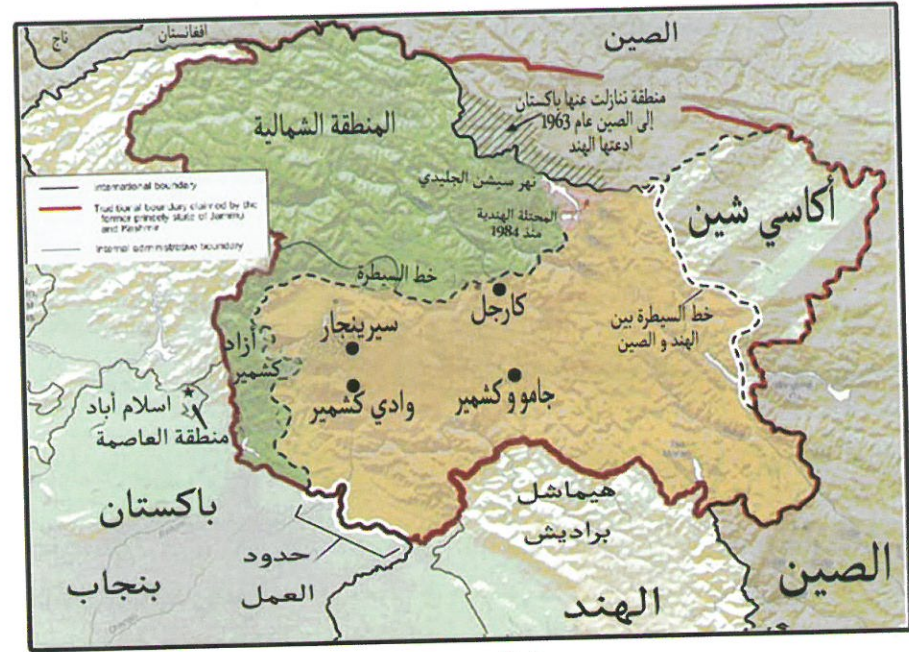 ناج
افغانستان
الصين
المنطقة الشمالية
منطقة تنازلت عنها باكستان
إلى الصين عام 1963
ادعتها الهند
نهر سيشن الجليدي
المحتلة الهندية
منذ 1984
أكاسي شين
International boundary
Traditional boundary claimed by the
former princely state of Jammu
and Kashmir
Internal administrative boundary
خط السيطرة
كارجل
خط السيطرة بين
الهند و الصين
سيرينجار
أزاد
كشمير
وادي كشمير
جامو وكشمير
اسلام أباد
منطقة العاصمة
باكستان
بنجاب
حدود
العمل
هيماشل
براديش
الهند
الصين